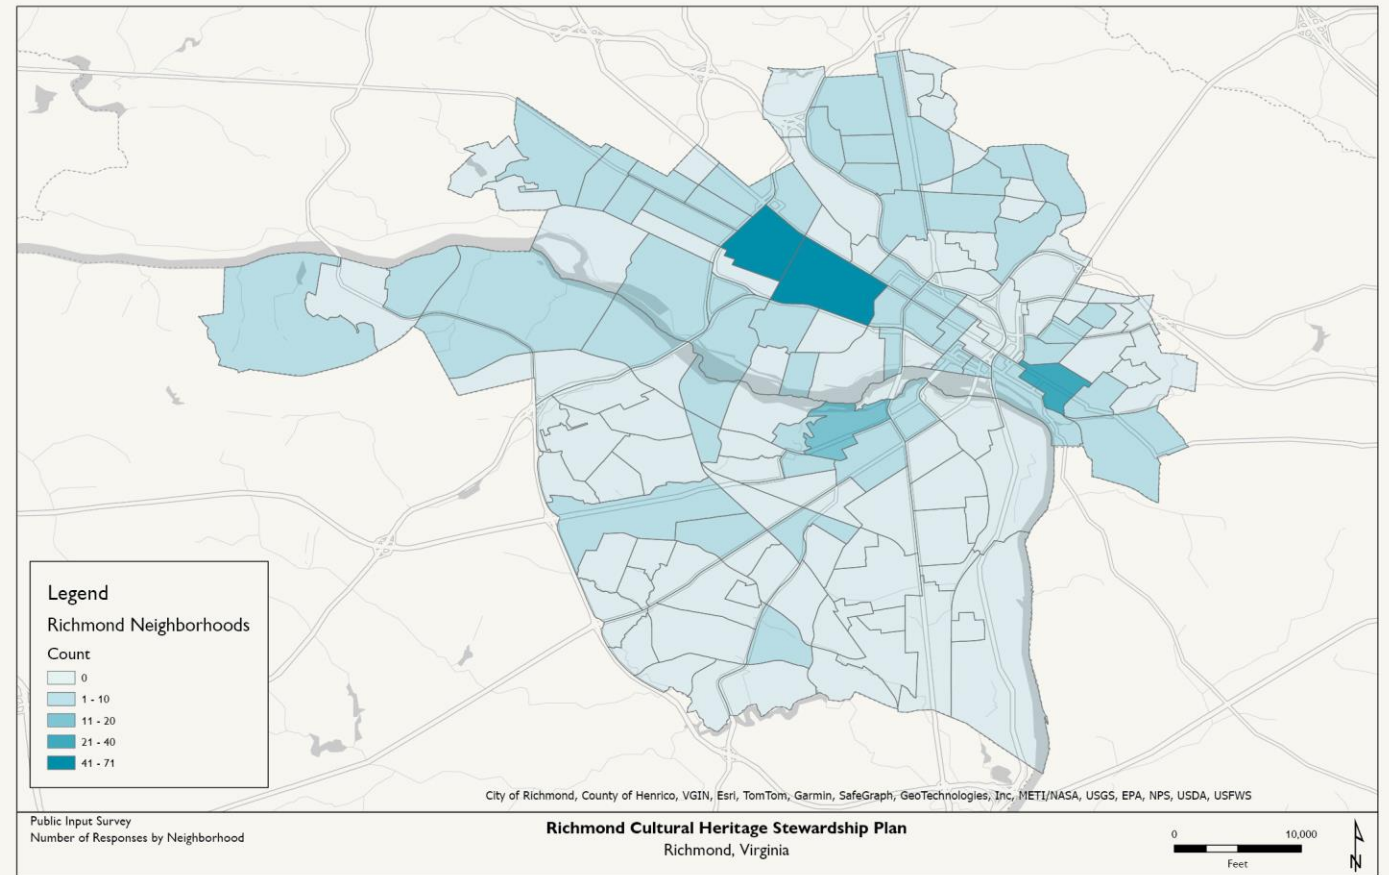 Legend
Richmond Neighborhoods
Count
0
1 - 10
11 - 20
21 - 40
41 - 71
City of Richmond, County of Henrico, VGIN, Esri, TomTom, Garmin, SafeGraph, GeoTechnologies, Inc, METI/NASA, USGS, EPA, NPS, USDA, USFWS
Public Input Survey
Number of Responses by Neighborhood
Richmond Cultural Heritage Stewardship Plan
Richmond, Virginia
0 10,000
Feet
N